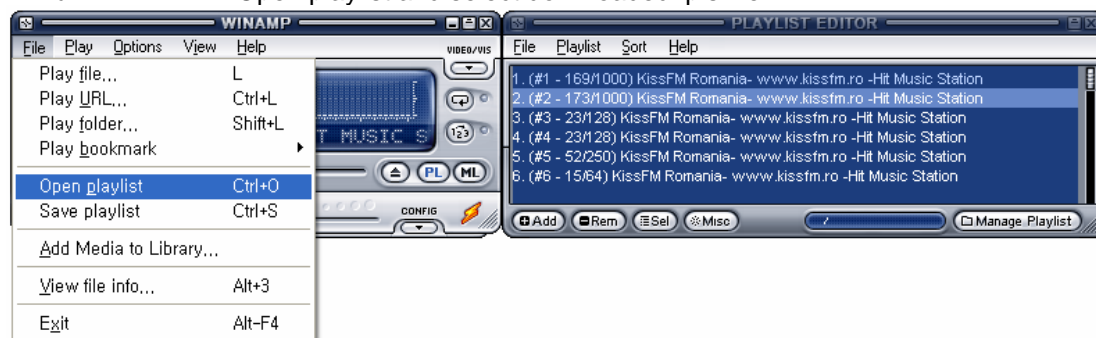 WINAMP
File Play Options View Help
VIDEO/VIS
Play file...    L
Play URL...    Ctrl+L
Play folder...    Shift+L
Play bookmark
Open playlist    Ctrl+O
Save playlist    Ctrl+S
Add Media to Library...
View file info...    Alt+3
Exit    Alt-F4
T MUSIC S
123
PL ML
CONFIG
PLAYLIST EDITOR
File Playlist Sort Help
1. (#1 - 169/1000) KissFM Romania- www.kissfm.ro -Hit Music Station
2. (#2 - 173/1000) KissFM Romania- www.kissfm.ro -Hit Music Station
3. (#3 - 23/128) KissFM Romania- www.kissfm.ro -Hit Music Station
4. (#4 - 23/128) KissFM Romania- www.kissfm.ro -Hit Music Station
5. (#5 - 52/250) KissFM Romania- www.kissfm.ro -Hit Music Station
6. (#6 - 15/64) KissFM Romania- www.kissfm.ro -Hit Music Station
Add Rem Sel Misc Manage Playlist